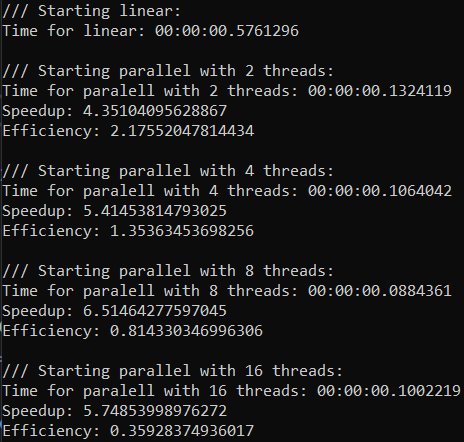 /// Starting linear:
Time for linear: 00:00:00.5761296
/// Starting parallel with 2 threads:
Time for paralell with 2 threads: 00:00:00.1324119
Speedup: 4.35104095628867
Efficiency: 2.17552047814434
/// Starting parallel with 4 threads:
Time for paralell with 4 threads: 00:00:00.1064042
Speedup: 5.41453814793025
Efficiency: 1.35363453698256
/// Starting parallel with 8 threads:
Time for paralell with 8 threads: 00:00:00.0884361
Speedup: 6.51464277597045
Efficiency: 0.814330346996306
/// Starting parallel with 16 threads:
Time for paralell with 16 threads: 00:00:00.1002219
Speedup: 5.74853998976272
Efficiency: 0.35928374936017